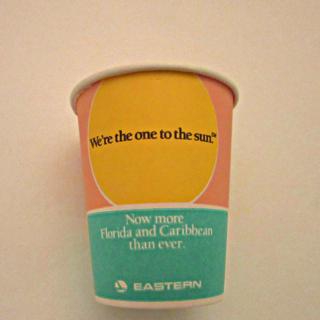 We're the one to the sun.℠
Now more
Florida and Caribbean
than ever.
EASTERN